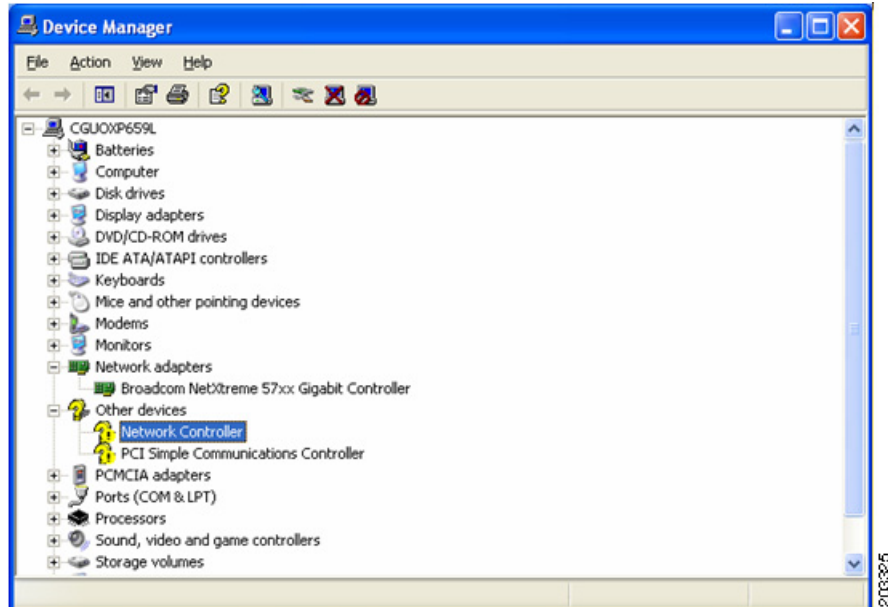 Device Manager
File Action View Help
CGUOXP659L
Batteries
Computer
Disk drives
Display adapters
DVD/CD-ROM drives
IDE ATA/ATAPI controllers
Keyboards
Mice and other pointing devices
Modems
Monitors
Network adapters
Broadcom NetXtreme 57xx Gigabit Controller
Other devices
Network Controller
PCI Simple Communications Controller
PCMCIA adapters
Ports (COM & LPT)
Processors
Sound, video and game controllers
Storage volumes
203325